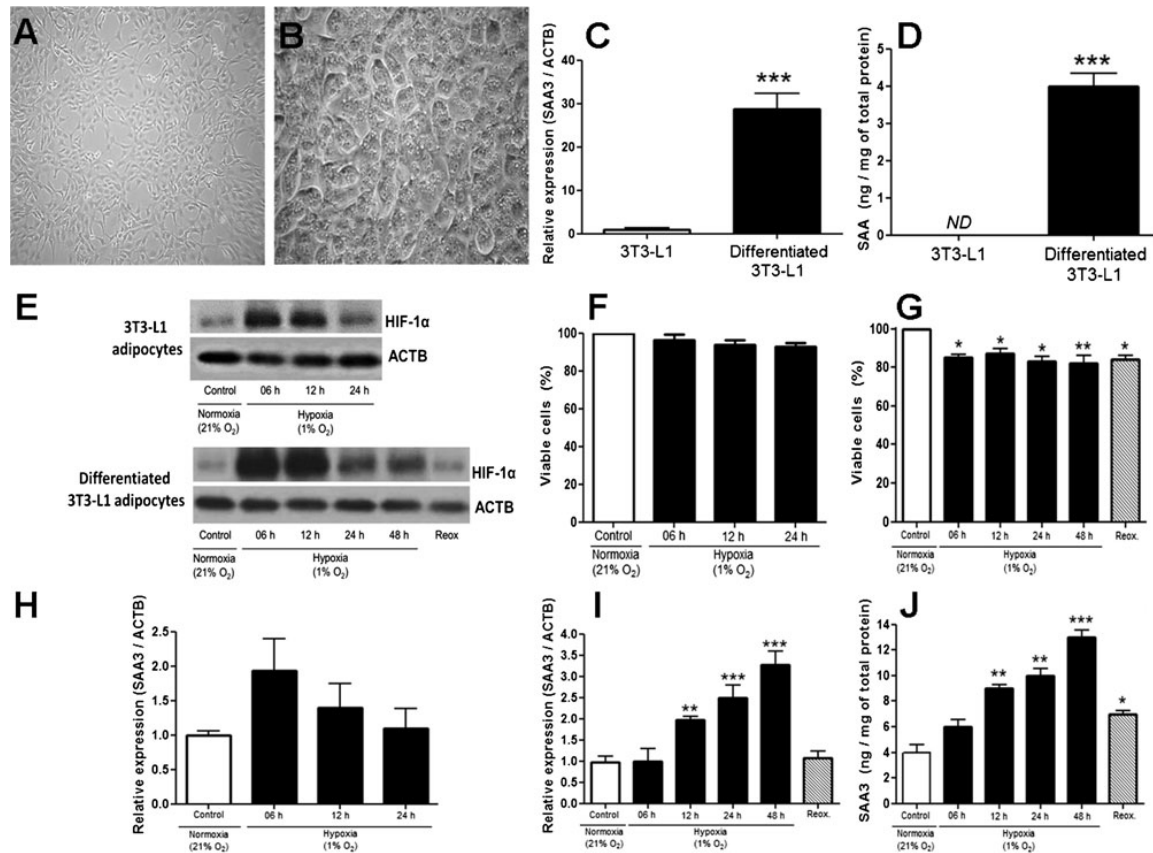 A
B
C
Relative expression (SAA3 / ACTB)
40
30
20
10
0
***
3T3-L1
Differentiated
3T3-L1
D
SAA (ng / mg of total protein)
5
4
3
2
1
0
***
ND
3T3-L1
Differentiated
3T3-L1
E
3T3-L1
adipocytes
HIF-1α
ACTB
Control 06 h 12 h 24 h
Normoxia
(21% O2)
Hypoxia
(1% O2)
Differentiated
3T3-L1 adipocytes
HIF-1α
ACTB
Control 06 h 12 h 24 h 48 h Reox
Normoxia
(21% O2)
Hypoxia
(1% O2)
F
Viable cells (%)
100
80
60
40
20
0
Control 06 h 12 h 24 h
Normoxia
(21% O2)
Hypoxia
(1% O2)
G
Viable cells (%)
100
80
60
40
20
0
* * * ** *
Control 06 h 12 h 24 h 48 h Reox.
Normoxia
(21% O2)
Hypoxia
(1% O2)
H
Relative expression (SAA3 / ACTB)
2.5
2.0
1.5
1.0
0.5
0.0
Control 06 h 12 h 24 h
Normoxia
(21% O2)
Hypoxia
(1% O2)
I
Relative expression (SAA3 / ACTB)
4.0
3.5
3.0
2.5
2.0
1.5
1.0
0.5
0.0
** *** ***
Control 06 h 12 h 24 h 48 h Reox.
Normoxia
(21% O2)
Hypoxia
(1% O2)
J
SAA3 (ng / mg of total protein)
14
12
10
8
6
4
2
0
** ** *** *
Control 06 h 12 h 24 h 48 h Reox.
Normoxia
(21% O2)
Hypoxia
(1% O2)